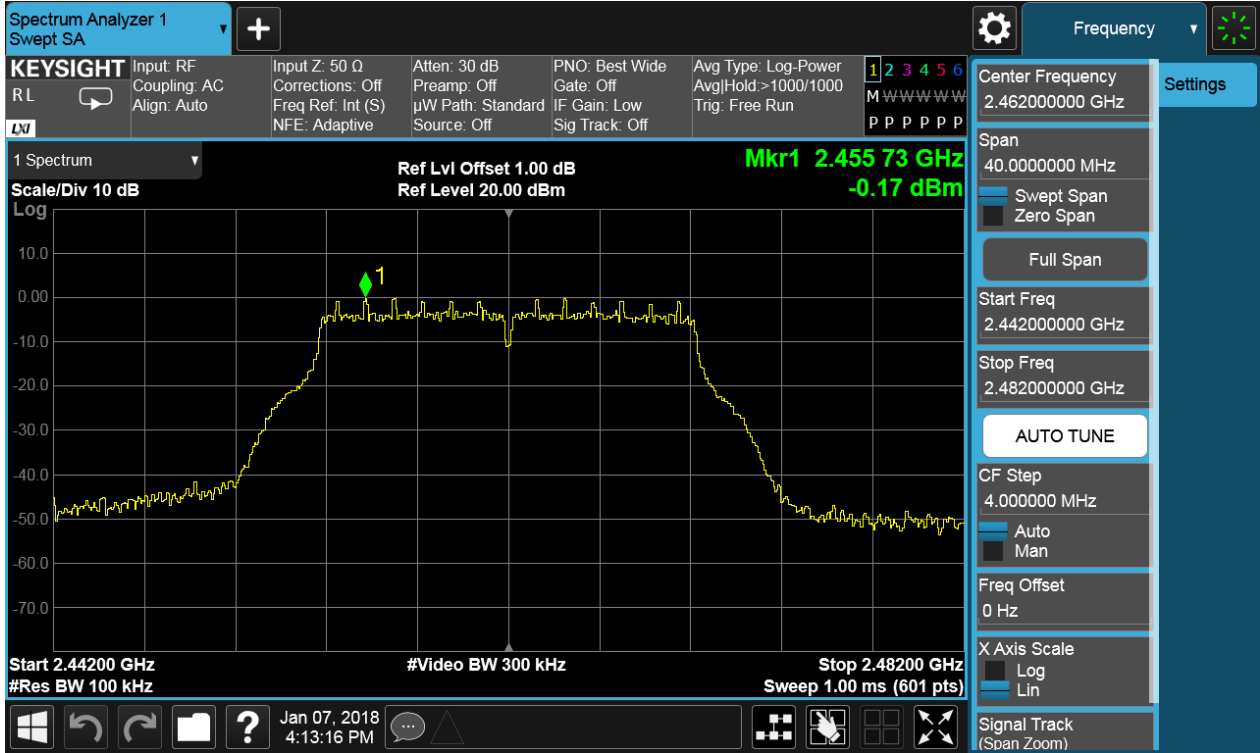 Spectrum Analyzer 1
Swept SA
Frequency
KEYSIGHT
RL
LXI
Input: RF
Coupling: AC
Align: Auto
Input Z: 50 Ω
Corrections: Off
Freq Ref: Int (S)
NFE: Adaptive
Atten: 30 dB
Preamp: Off
µW Path: Standard
Source: Off
PNO: Best Wide
Gate: Off
IF Gain: Low
Sig Track: Off
Avg Type: Log-Power
Avg|Hold:>1000/1000
Trig: Free Run
1 2 3 4 5 6
M W W W W W
P P P P P P
1 Spectrum
Scale/Div 10 dB
Log
Ref Lvl Offset 1.00 dB
Ref Level 20.00 dBm
Mkr1 2.455 73 GHz
-0.17 dBm
1
10.0
0.00
-10.0
-20.0
-30.0
-40.0
-50.0
-60.0
-70.0
Start 2.44200 GHz
#Res BW 100 kHz
#Video BW 300 kHz
Stop 2.48200 GHz
Sweep 1.00 ms (601 pts)
Jan 07, 2018
4:13:16 PM
Center Frequency
2.462000000 GHz
Span
40.0000000 MHz
Swept Span
Zero Span
Full Span
Start Freq
2.442000000 GHz
Stop Freq
2.482000000 GHz
AUTO TUNE
CF Step
4.000000 MHz
Auto
Man
Freq Offset
0 Hz
X Axis Scale
Log
Lin
Signal Track
(Span Zoom)
Settings